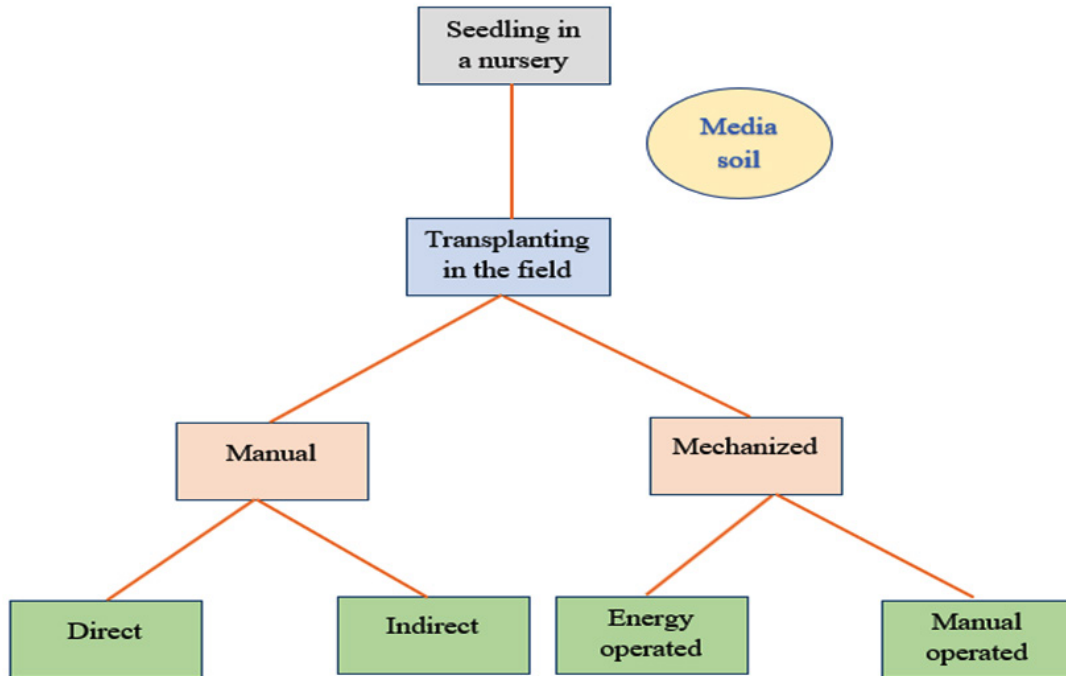 Seedling in
a nursery
Media
soil
Transplanting
in the field
Manual
Mechanized
Direct
Indirect
Energy
operated
Manual
operated